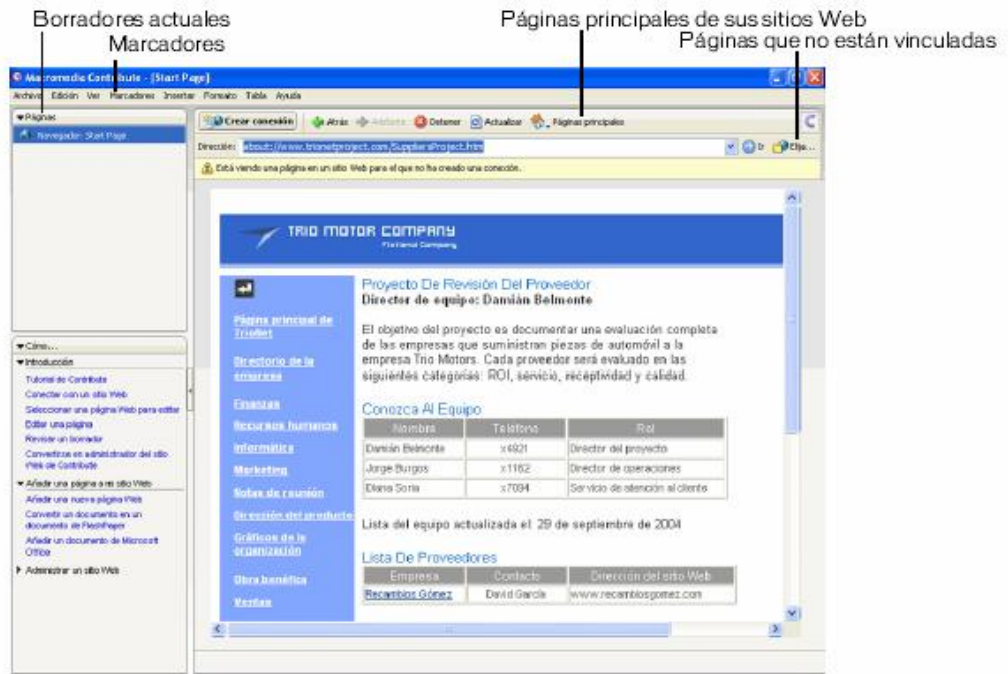 Borradores actuales
Marcadores
Páginas principales de sus sitios Web
Páginas que no están vinculadas
Macromedia Contribute - [Start Page]
Archivo Edición Ver Marcadores Insertar Formato Tabla Ayuda
Páginas
Navegador: Start Page
Crear conexión Atrás Adelante Detener Actualizar Páginas principales
Dirección: about://www.trionetproject.com/SuppliersProject.htm Ir Elija...
Está viendo una página en un sitio Web para el que no ha creado una conexión.
TRIO MOTOR COMPANY
Fictional Company
Página principal de
TrioNet
Directorio de la
empresa
Finanzas
Recursos humanos
Informática
Marketing
Notas de reunión
Dirección del producto
Gráficos de la
organización
Obra benéfica
Ventas
Proyecto De Revisión Del Proveedor
Director de equipo: Damián Belmonte
El objetivo del proyecto es documentar una evaluación completa
de las empresas que suministran piezas de automóvil a la
empresa Trio Motors. Cada proveedor será evaluado en las
siguientes categorías: ROI, servicio, receptividad y calidad.
Conozca Al Equipo
Nombre Teléfono Rol
Damián Belmonte x4921 Director del proyecto
Jorge Burgos x1162 Director de operaciones
Diana Soria x7094 Servicio de atención al cliente
Lista del equipo actualizada el: 29 de septiembre de 2004
Lista De Proveedores
Empresa Contacto Dirección del sitio Web
Recambios Gómez David García www.recambiosgomez.com
Cómo...
Introducción
Tutorial de Contribute
Conectar con un sitio Web
Seleccionar una página Web para editar
Editar una página
Revisar un borrador
Convertirse en administrador del sitio
Web de Contribute
Añadir una página a mi sitio Web
Añadir una nueva página Web
Convertir un documento en un
documento de FlashPaper
Añadir un documento de Microsoft
Office
Administrar un sitio Web